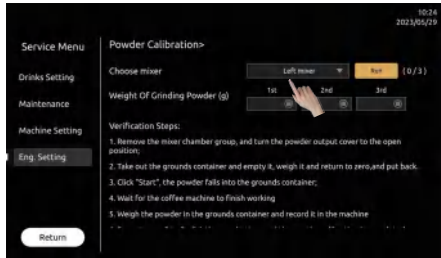 10:24
2023/05/29
Service Menu
Powder Calibration>
Choose mixer
Left mixer
Run
(0/3)
Drinks Setting
Weight Of Grinding Powder (g)
1st
2nd
3rd
Maintenance
Machine Setting
Eng. Setting
Verification Steps:
1. Remove the mixer chamber group, and turn the powder output cover to the open
position;
2. Take out the grounds container and empty it, weigh it and return to zero,and put back.
3. Click "Start", the powder falls into the grounds container;
4. Wait for the coffee machine to finish working
5. Weigh the powder in the grounds container and record it in the machine
Return